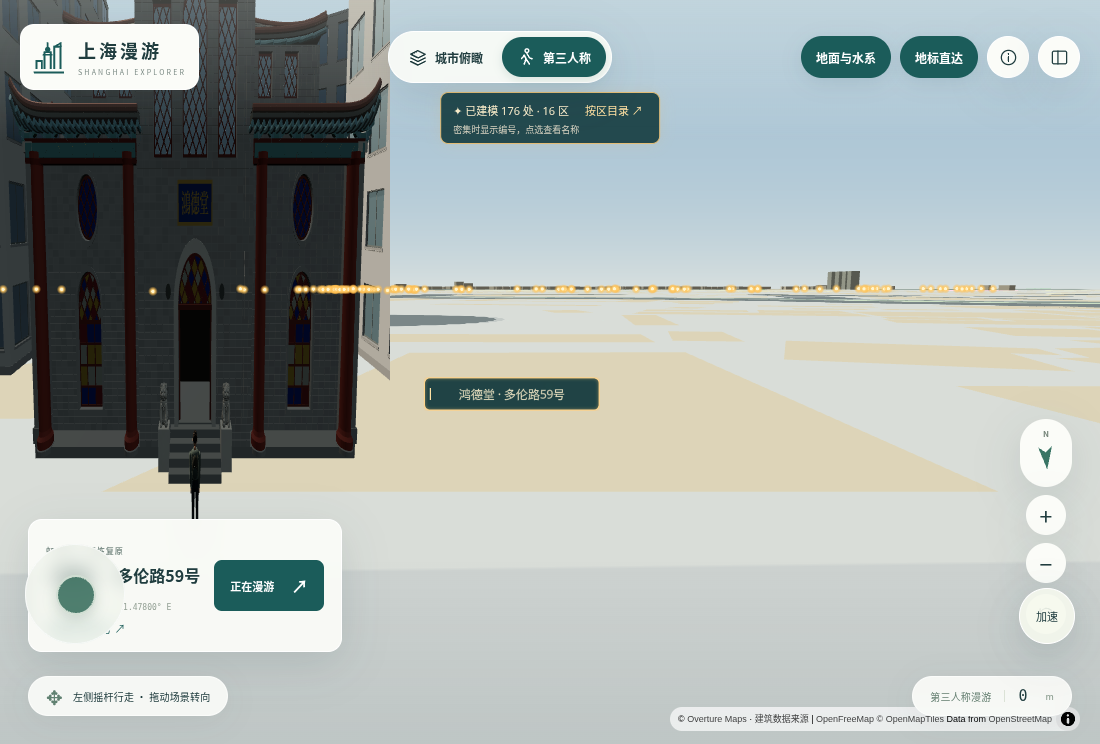 上海漫游
SHANGHAI EXPLORER
城市俯瞰
第三人称
地面与水系
地标直达
✦ 已建模 176 处 · 16 区 按区目录 ↗
密集时显示编号，点选查看名称
鸿德堂
鸿德堂 · 多伦路59号
N
+
−
加速
复原
多伦路59号
1.47800° E
↗
正在漫游 ↗
左侧摇杆行走 · 拖动场景转向
第三人称漫游 0 m
© Overture Maps · 建筑数据来源 | OpenFreeMap © OpenMapTiles Data from OpenStreetMap